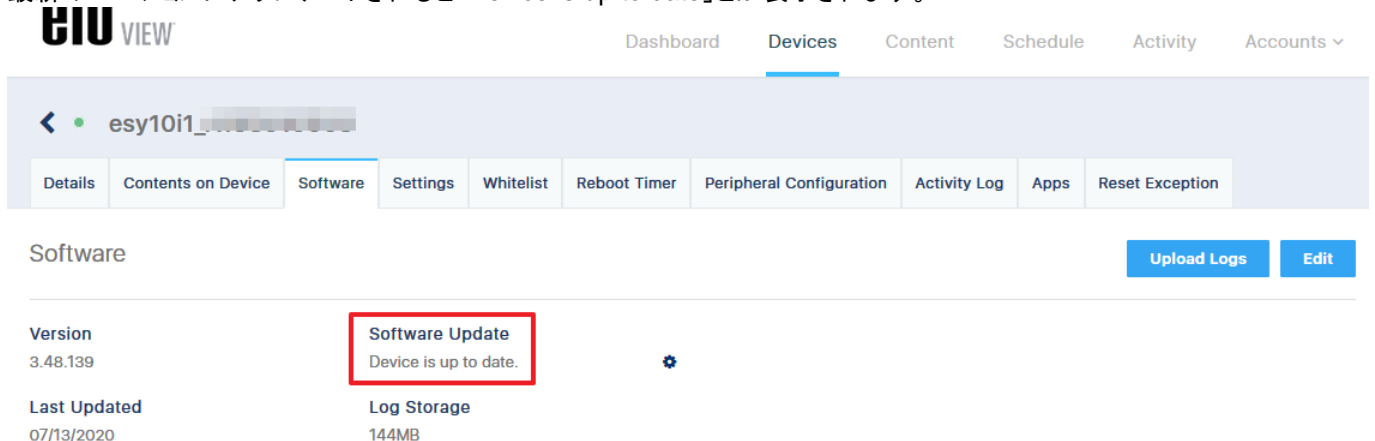 EloVIEW
Dashboard Devices Content Schedule Activity Accounts
esy10i1_
Details Contents on Device Software Settings Whitelist Reboot Timer Peripheral Configuration Activity Log Apps Reset Exception
Software
Upload Logs Edit
Version Software Update
3.48.139 Device is up to date.
Last Updated Log Storage
07/13/2020 144MB